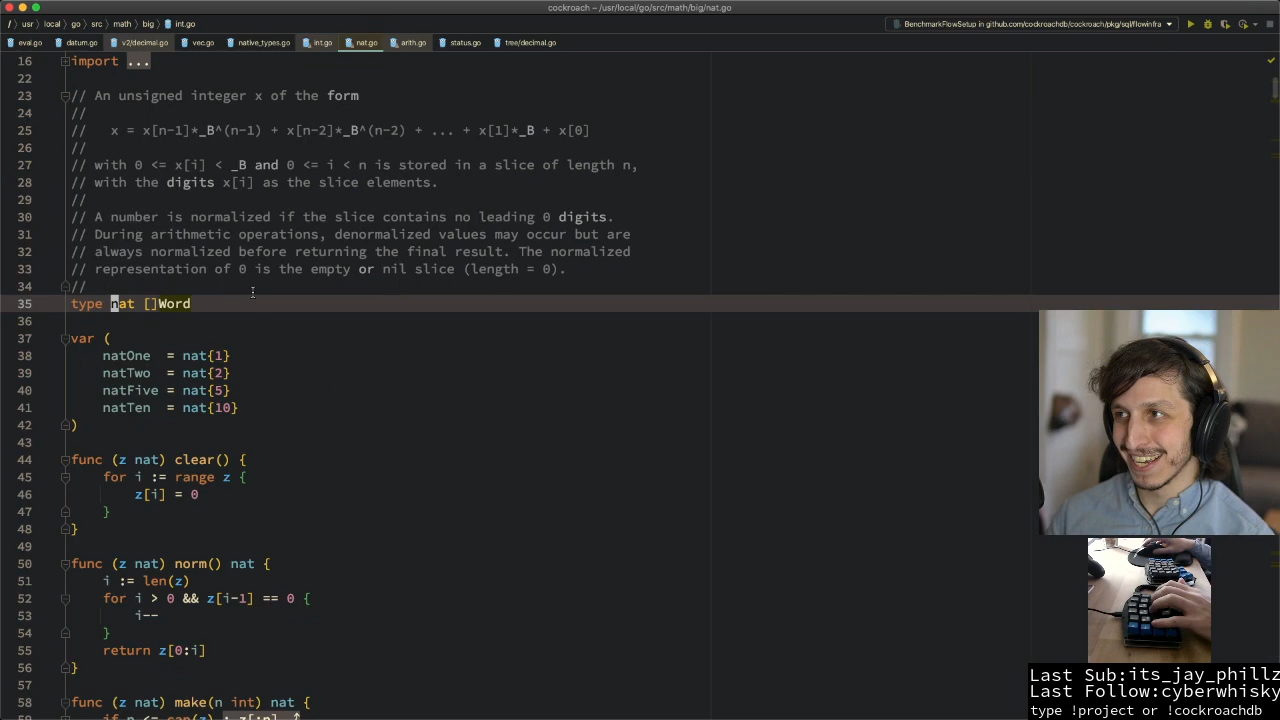 cockroach – /usr/local/go/src/math/big/nat.go
/ usr › local › go › src › math › big › int.go
BenchmarkFlowSetup in github.com/cockroachdb/cockroach/pkg/sql/flowinfra
eval.go datum.go v2/decimal.go vec.go native_types.go int.go nat.go arith.go status.go tree/decimal.go
16 import ...
22
23 // An unsigned integer x of the form
24 //
25 //   x = x[n-1]*_B^(n-1) + x[n-2]*_B^(n-2) + ... + x[1]*_B + x[0]
26 //
27 // with 0 <= x[i] < _B and 0 <= i < n is stored in a slice of length n,
28 // with the digits x[i] as the slice elements.
29 //
30 // A number is normalized if the slice contains no leading 0 digits.
31 // During arithmetic operations, denormalized values may occur but are
32 // always normalized before returning the final result. The normalized
33 // representation of 0 is the empty or nil slice (length = 0).
34 //
35 type nat []Word
36
37 var (
38     natOne  = nat{1}
39     natTwo  = nat{2}
40     natFive = nat{5}
41     natTen  = nat{10}
42 )
43
44 func (z nat) clear() {
45     for i := range z {
46         z[i] = 0
47     }
48 }
49
50 func (z nat) norm() nat {
51     i := len(z)
52     for i > 0 && z[i-1] == 0 {
53         i--
54     }
55     return z[0:i]
56 }
57
58 func (z nat) make(n int) nat {
59     if n <= cap(z) : z[:n]
Last Sub:its_jay_phillz
Last Follow:cyberwhisky
type !project or !cockroachdb